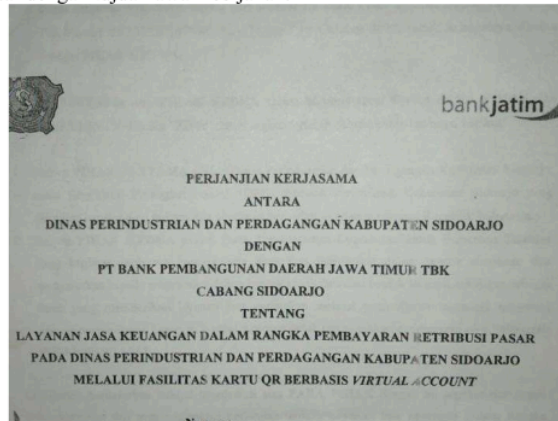 bankjatim
PERJANJIAN KERJASAMA
ANTARA
DINAS PERINDUSTRIAN DAN PERDAGANGAN KABUPATEN SIDOARJO
DENGAN
PT BANK PEMBANGUNAN DAERAH JAWA TIMUR TBK
CABANG SIDOARJO
TENTANG
LAYANAN JASA KEUANGAN DALAM RANGKA PEMBAYARAN RETRIBUSI PASAR
PADA DINAS PERINDUSTRIAN DAN PERDAGANGAN KABUPATEN SIDOARJO
MELALUI FASILITAS KARTU QR BERBASIS VIRTUAL ACCOUNT